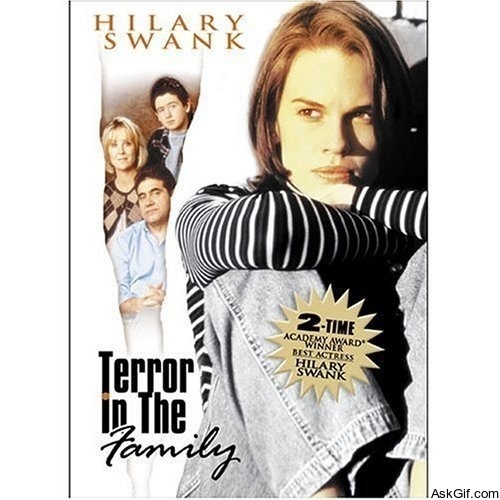 HILARY
SWANK
2-TIME
ACADEMY AWARD®
WINNER
BEST ACTRESS
HILARY
SWANK
Terror
in The
Family
AskGif.com